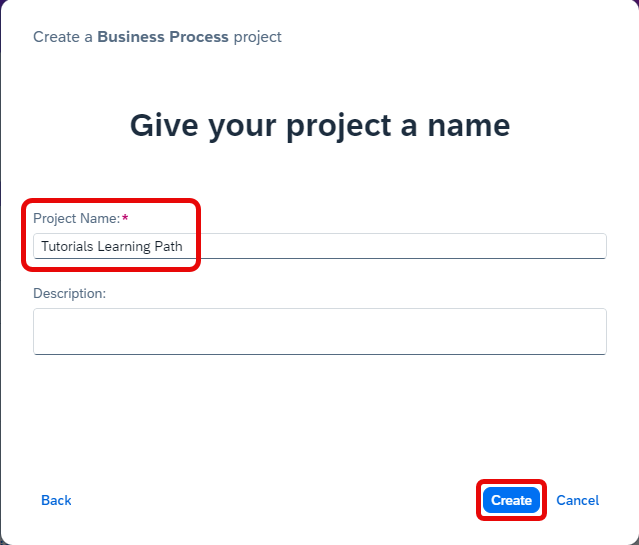 Create a Business Process project
Give your project a name
Project Name:*
Tutorials Learning Path
Description:
Back
Create
Cancel